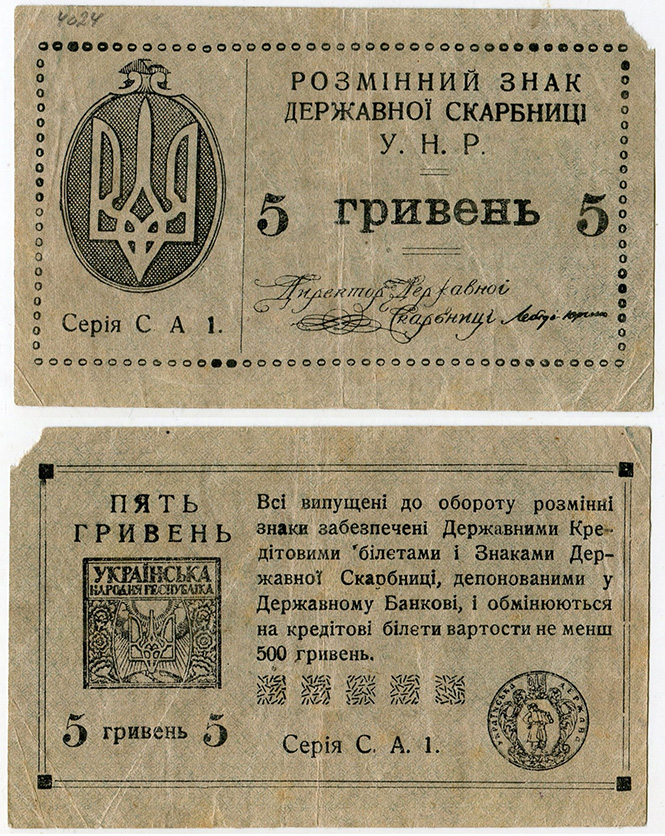 4024
РОЗМІННИЙ ЗНАК
ДЕРЖАВНОЇ СКАРБНИЦІ
У. Н. Р.
5 гривень 5
Директор Державної
Скарбниці
Серія С А 1.
ПЯТЬ
ГРИВЕНЬ
УКРАЇНСЬКА
НАРОДНЯ РЕСПУБЛІКА
5 гривень 5
Всі випущені до обороту розмінні
знаки забезпечені Державними Кре-
дітовими білетами і Знаками Дер-
жавної Скарбниці, депонованими у
Державному Банкові, і обмінюються
на кредітові білети вартости не менш
500 гривень.
Серія С. А. 1.
УКРАЇНСЬКА ДЕРЖАВА